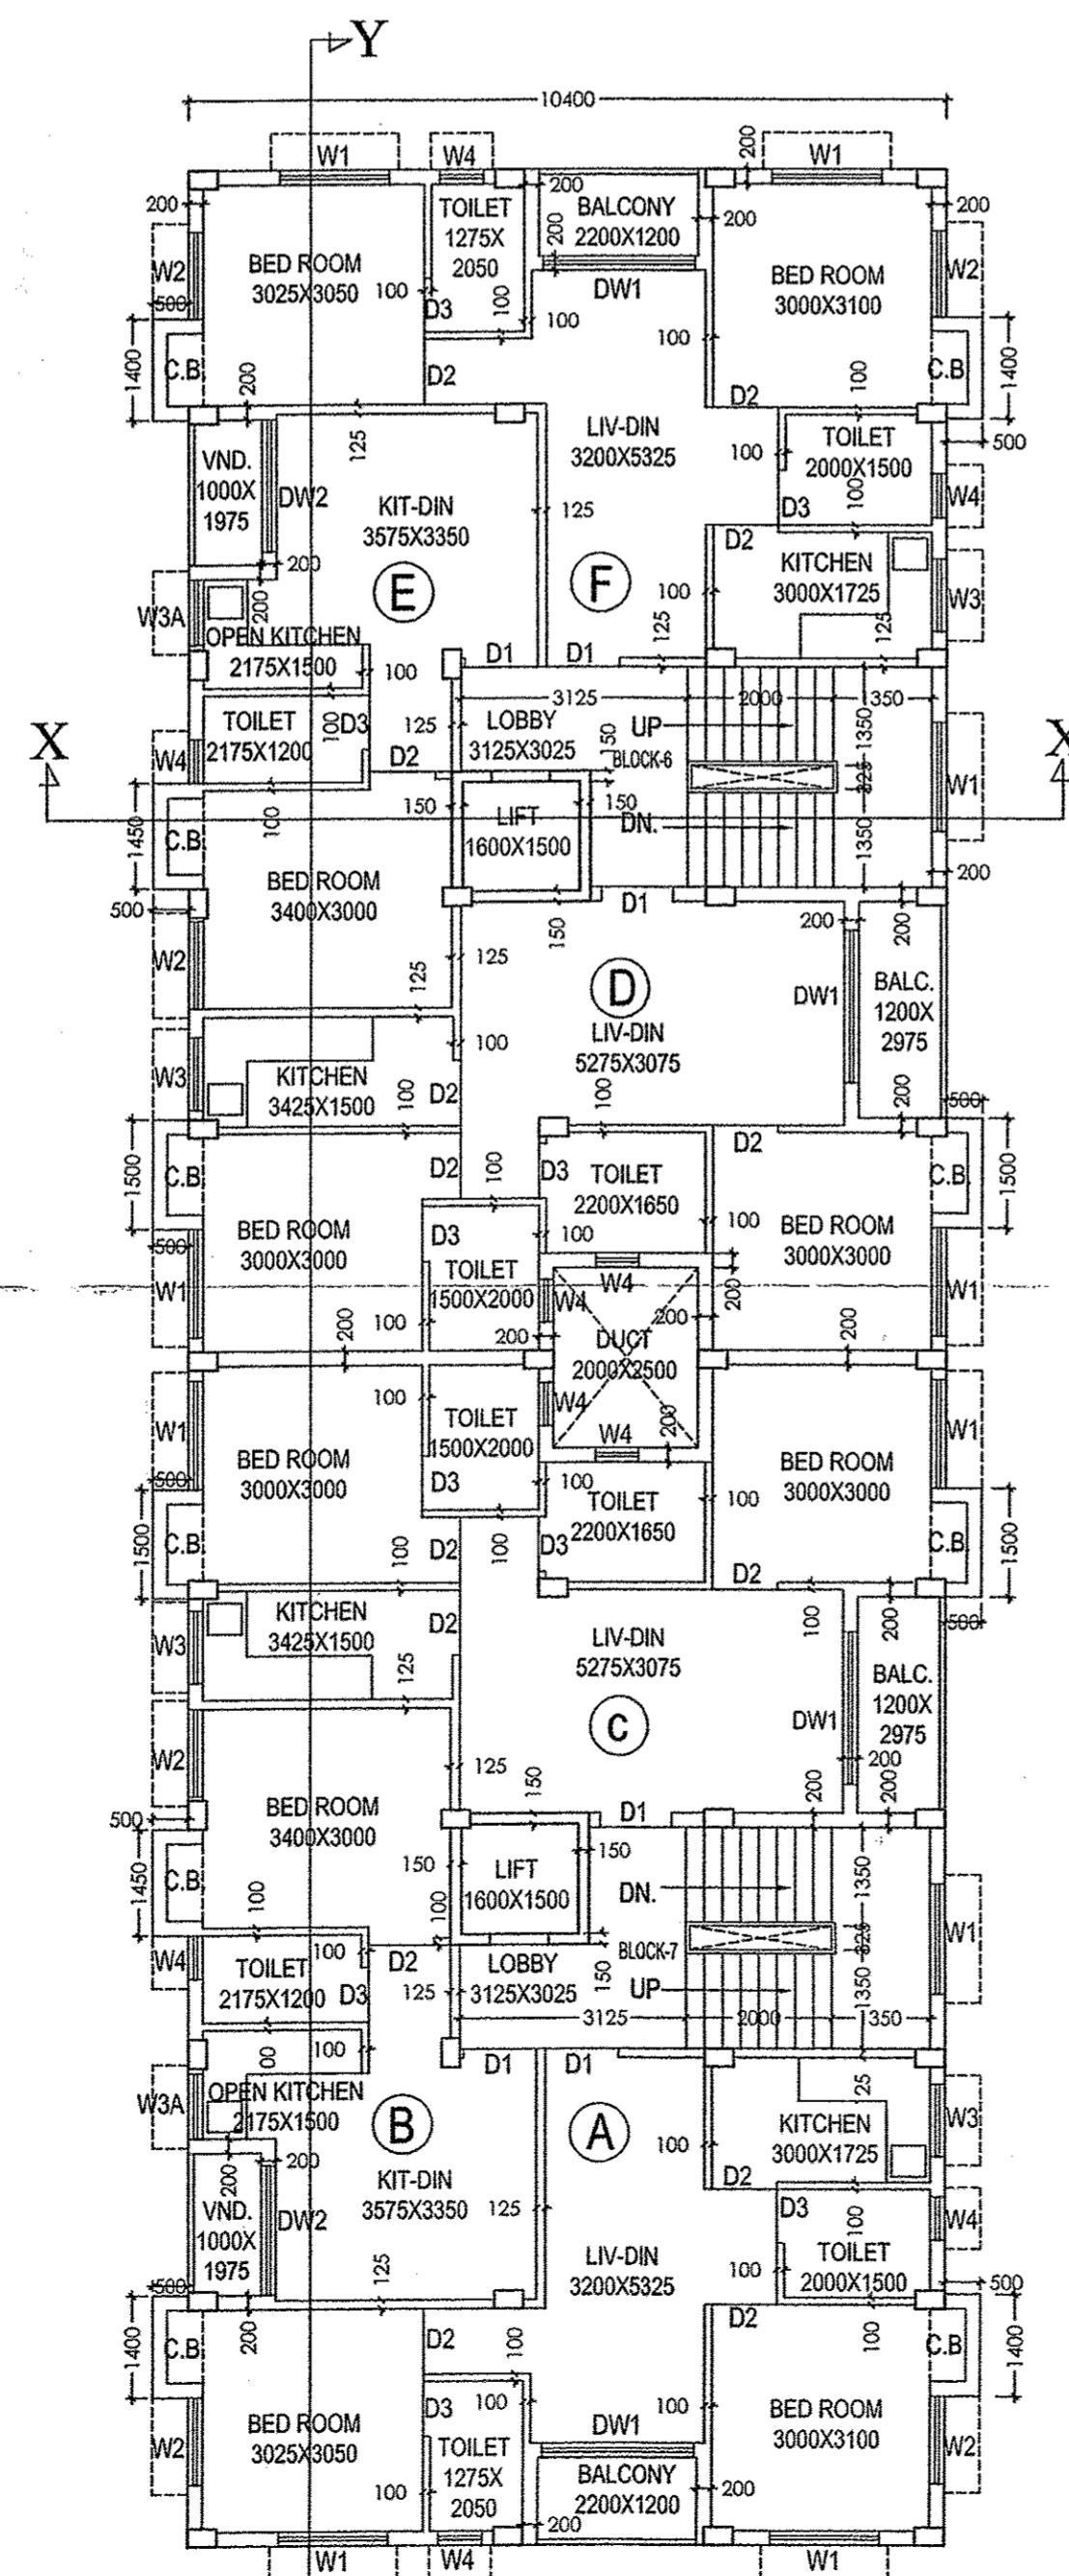 Y
10400
W1 W4 W1
200
200 TOILET 200 BALCONY 200 200
1275X 2200X1200
2050 200
W2 BED ROOM BED ROOM W2
3025X3050 3000X3100
100 DW1
500 D3 100 100 100
1400 C.B 200 D2 D2 100 C.B 1400
125 LIV-DIN TOILET 500
VND. 3200X5325 100 2000X1500
1000X DW2 KIT-DIN 100 W4
1975 3575X3350 125 D3
200 D2 KITCHEN
W3A 200 E F 100 3000X1725 W3
OPEN KITCHEN 125 125
2175X1500 100 D1 D1
3125 2000 1350
TOILET 100 D3 125 LOBBY UP 1350
X 2175X1200 D2 3125X3025 150 BLOCK-6 X
W4 825 W1
1450 C.B 100 150 LIFT 150 DN. 1350
1600X1500
BED ROOM 200
500 3400X3000 D1
150 200 200
W2 125 125 D BALC.
DW1 1200X
LIV-DIN 2975
W3 KITCHEN 100 5275X3075
3425X1500 100 D2 100 200 500
1500 C.B D2 100 D3 TOILET D2 C.B 1500
2200X1650
BED ROOM D3 100 100 BED ROOM
500 3000X3000 TOILET W4 3000X3000
W1 1500X2000 W4 200 W1
200 100 200 DUCT 200 200
2000X2500
W1 100 TOILET W4 W1
1500X2000 W4 200
BED ROOM BED ROOM
500 3000X3000 D3 100 TOILET 100 3000X3000
2200X1650
1500 C.B 100 D2 100 D3 D2 C.B 1500
KITCHEN D2 100 200 500
W3 3425X1500 LIV-DIN
125 5275X3075 BALC.
1200X
DW1 2975
W2 125 C 200
150 200 200
BED ROOM D1
500 3400X3000
1450 C.B 150 LIFT 150 DN. 1350
100 100 1600X1500 W1
W4 100 D2 LOBBY 150 BLOCK-7 825
TOILET 3125X3025 1350
2175X1200 D3 125 UP
3125 2000 1350
100 D1 D1
W3A OPEN KITCHEN 25
2175X1500 B A KITCHEN W3
200 200 100 3000X1725
KIT-DIN D2
VND. DW2 3575X3350 125 D3 100 W4
1000X LIV-DIN TOILET
1975 125 3200X5325 100 2000X1500
500 200 D2 500
1400 C.B D2 100 100 C.B 1400
BED ROOM D3 100 100 BED ROOM
3025X3050 DW1 3000X3100
W2 TOILET W2
1275X BALCONY
100 2050 2200X1200 200
200
W1 W4 W1